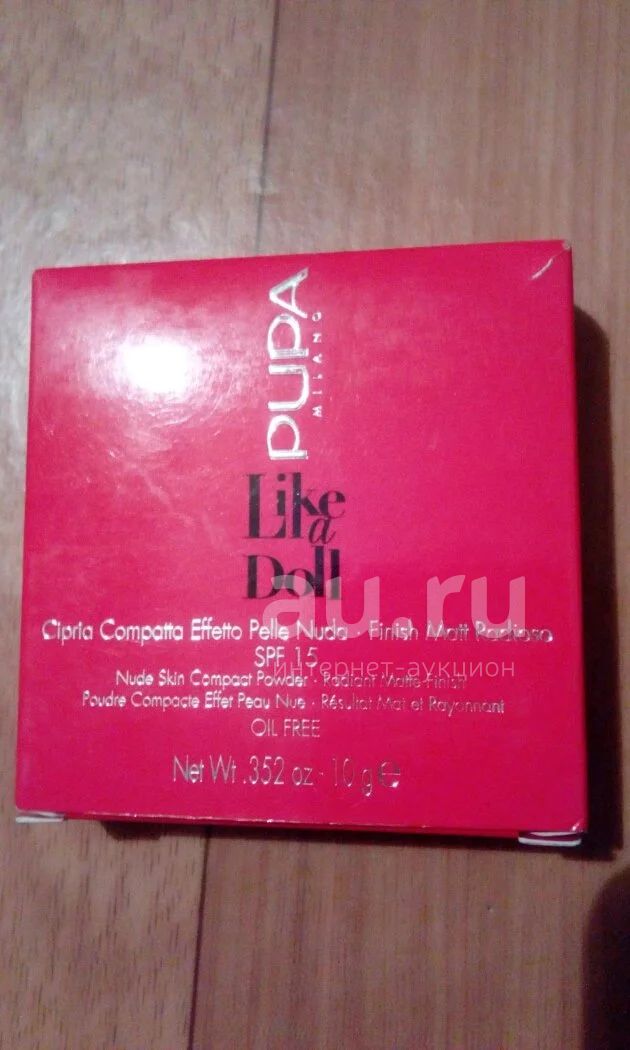 PUPA
MILANO
Like
a
Doll
au.ru
интернет-аукцион
Cipria Compatta Effetto Pelle Nuda · Finish Matt Radioso
SPF 15
Nude Skin Compact Powder · Radiant Matte Finish
Poudre Compacte Effet Peau Nue · Résultat Mat et Rayonnant
OIL FREE
Net Wt .352 oz · 10 g ℮